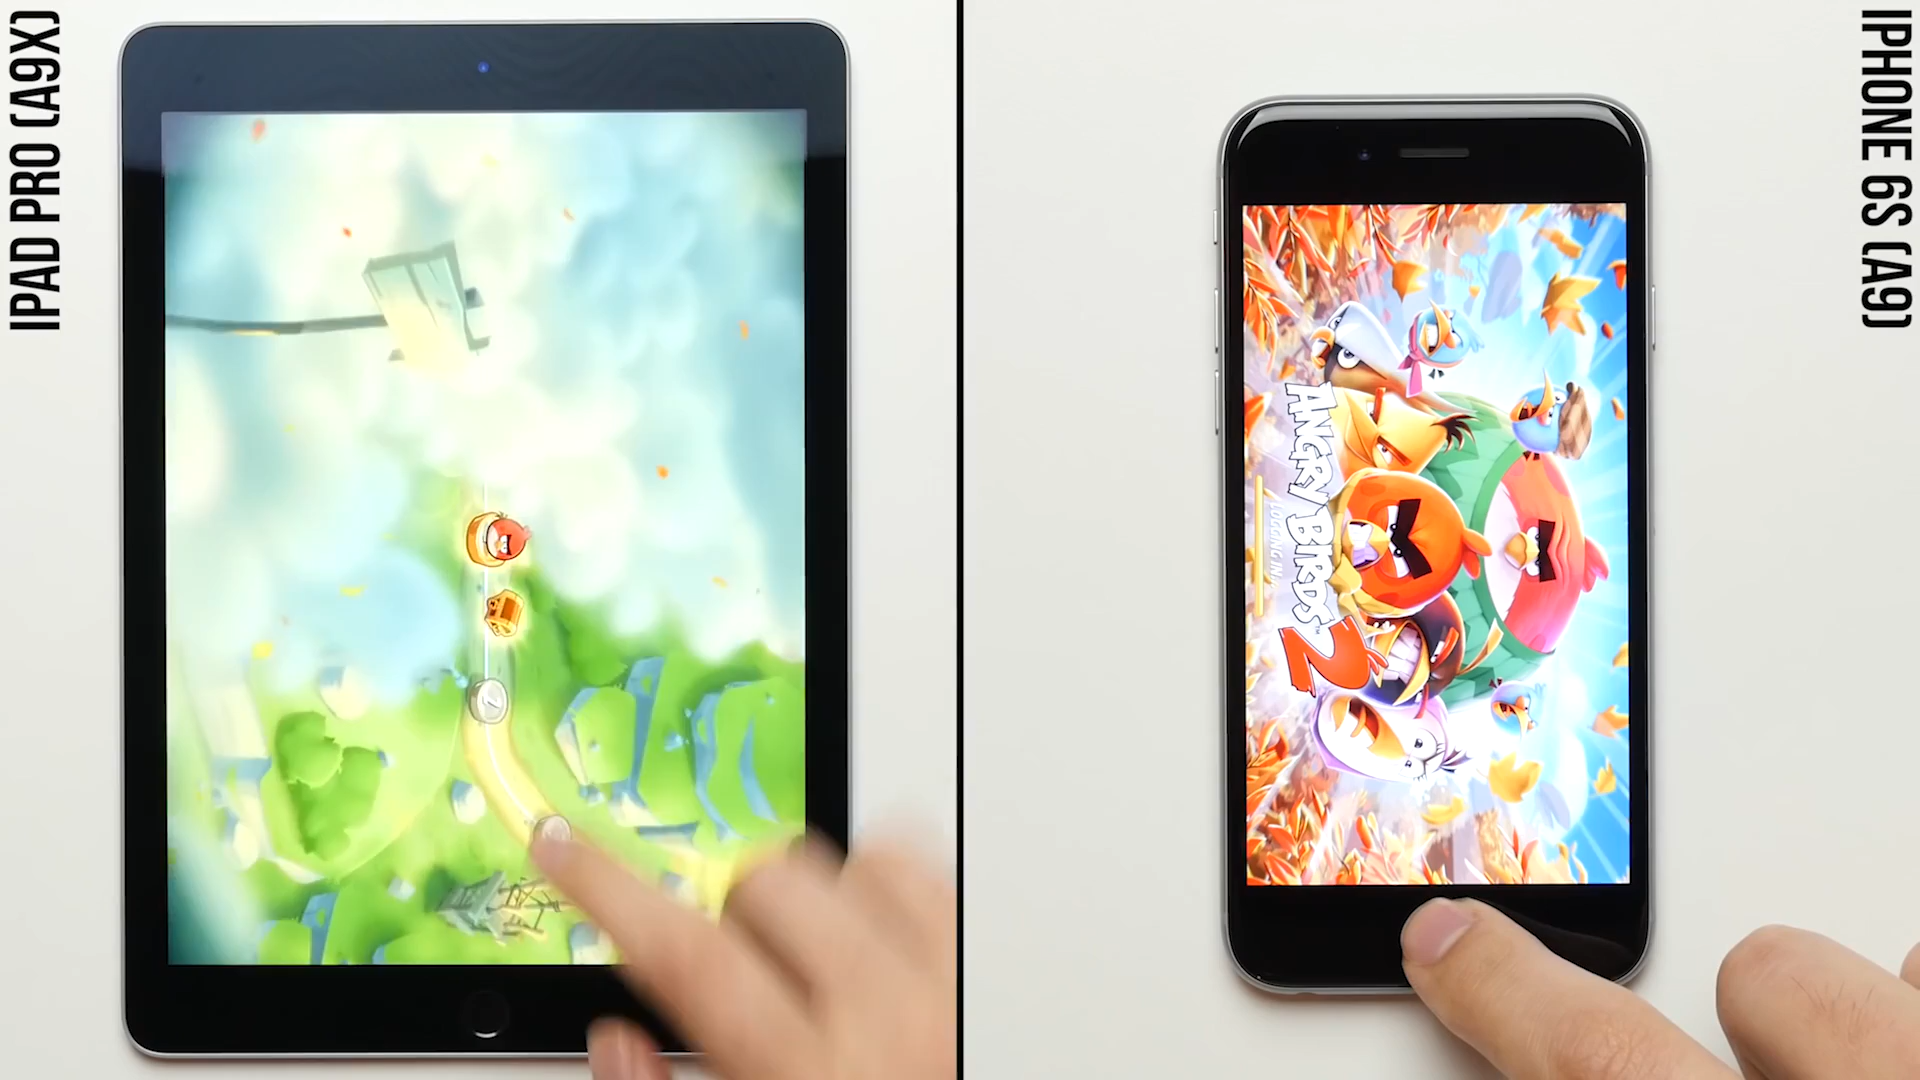 IPAD PRO (A9X)
IPHONE 6S (A9)
ANGRY BIRDS 2
LOGGING IN